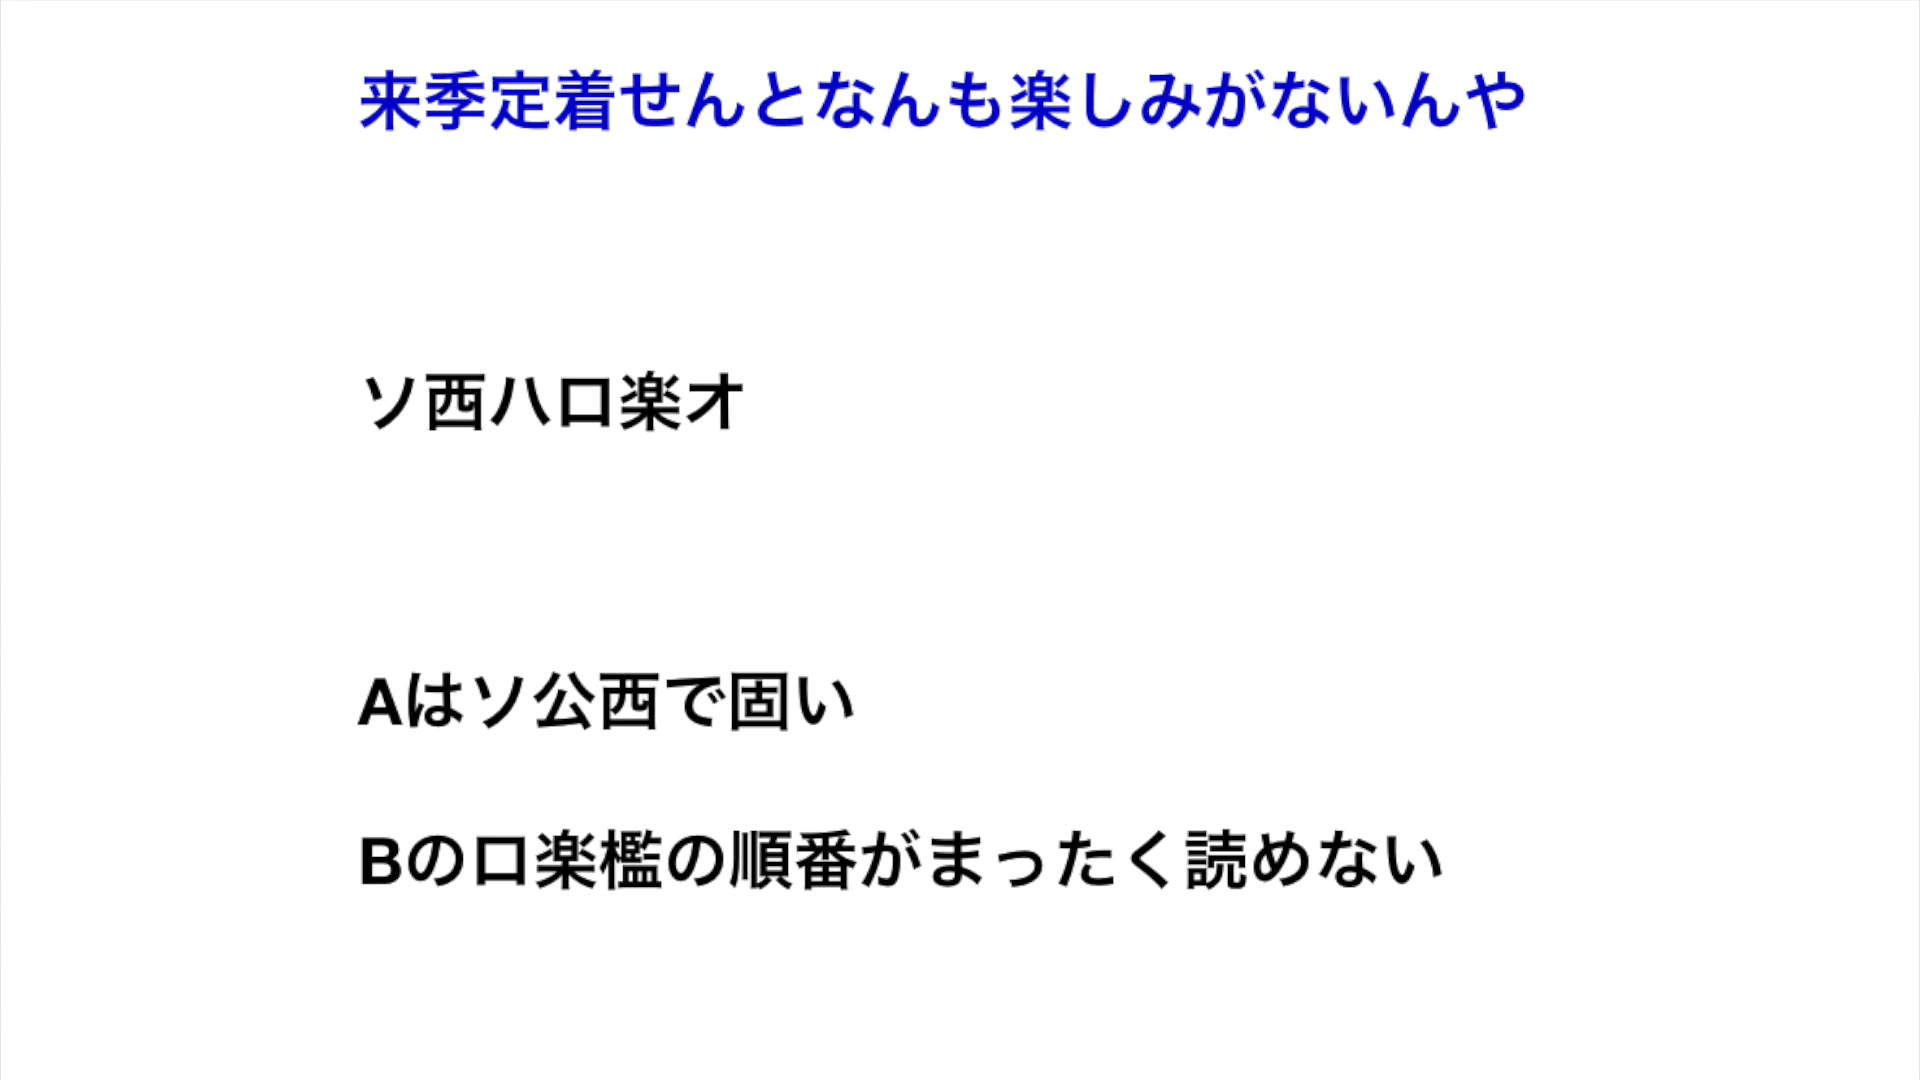 来季定着せんとなんも楽しみがないんや
ソ西ハロ楽オ
Aはソ公西で固い
Bのロ楽檻の順番がまったく読めない